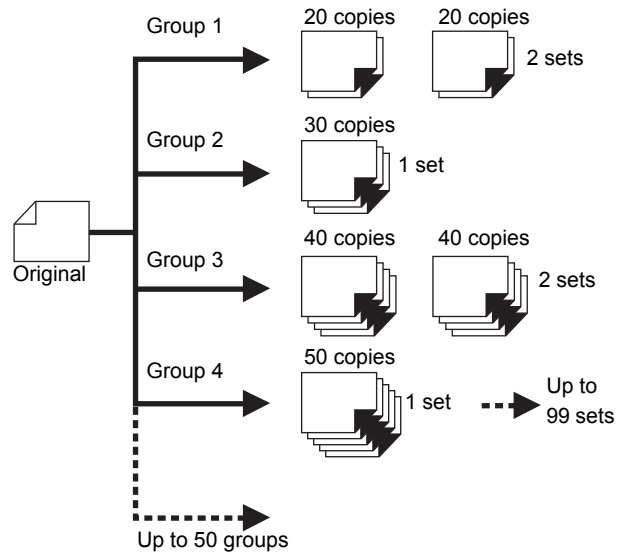 Group 1
20 copies
20 copies
2 sets
Group 2
30 copies
1 set
Original
Group 3
40 copies
40 copies
2 sets
Group 4
50 copies
1 set
Up to
99 sets
Up to 50 groups